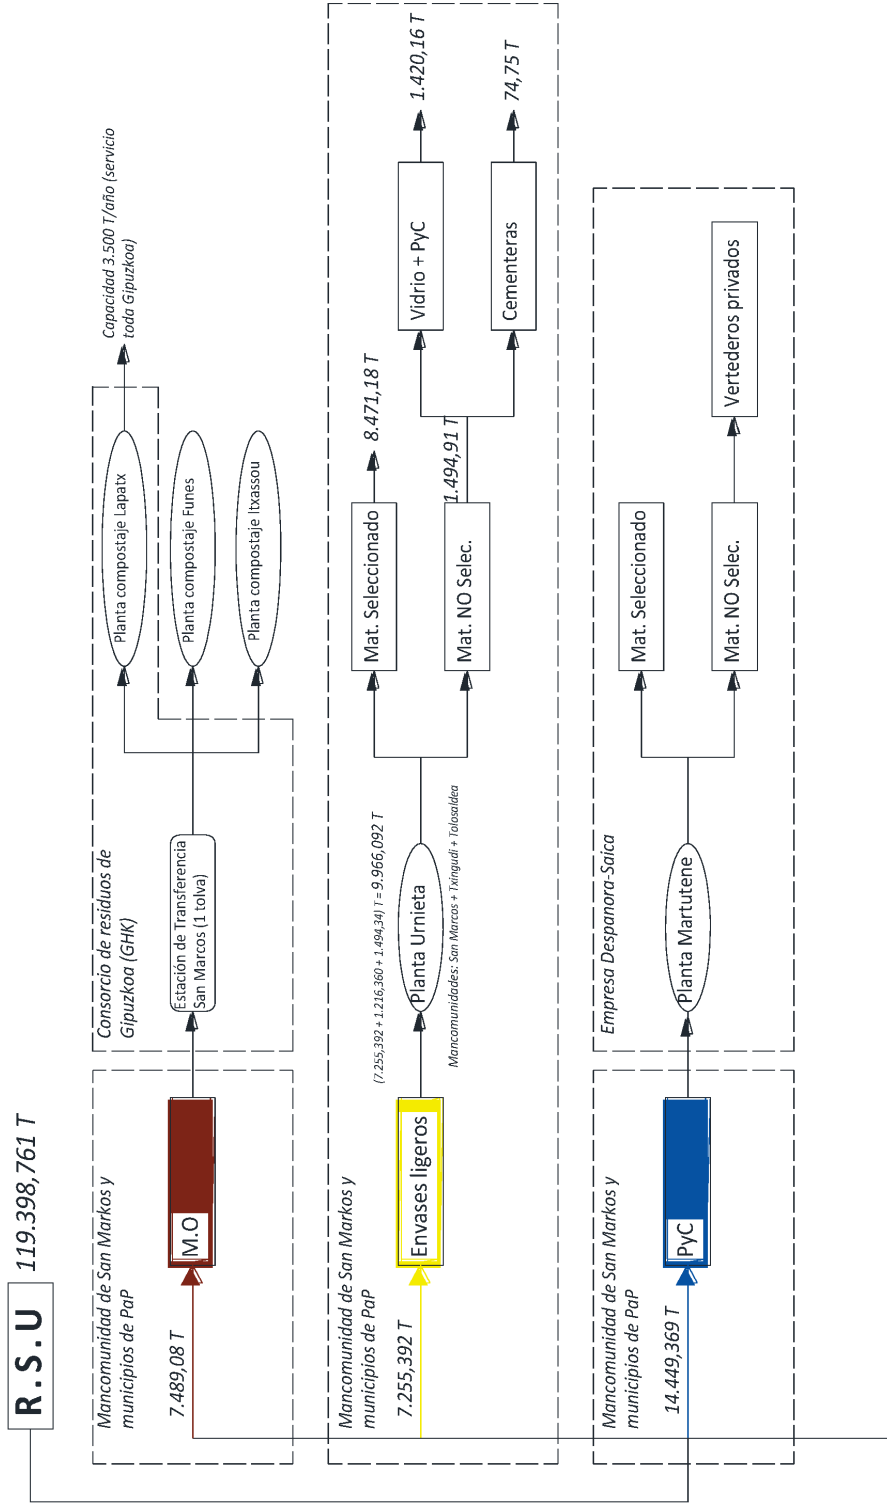 R.S.U
119.398,761 T
Mancomunidad de San Markos y
municipios de PaP
7.489,08 T
M.O
Consorcio de residuos de
Gipuzkoa (GHK)
Estación de Transferencia
San Marcos (1 tolva)
Planta compostaje Lapatx
Planta compostaje Funes
Planta compostaje Itxassou
Capacidad 3.500 T/año (servicio
toda Gipuzkoa)
Mancomunidad de San Markos y
municipios de PaP
7.255,392 T
Envases ligeros
(7.255,392 + 1.216,360 + 1.494,34) T = 9.966,092 T
Planta Urnieta
Mancomunidades: San Marcos + Txingudi + Tolosaldea
Mat. Seleccionado
8.471,18 T
Mat. NO Selec.
1.494,91 T
Vidrio + PyC
1.420,16 T
Cementeras
74,75 T
Mancomunidad de San Markos y
municipios de PaP
14.449,369 T
PyC
Empresa Despanora-Saica
Planta Martutene
Mat. Seleccionado
Mat. NO Selec.
Vertederos privados